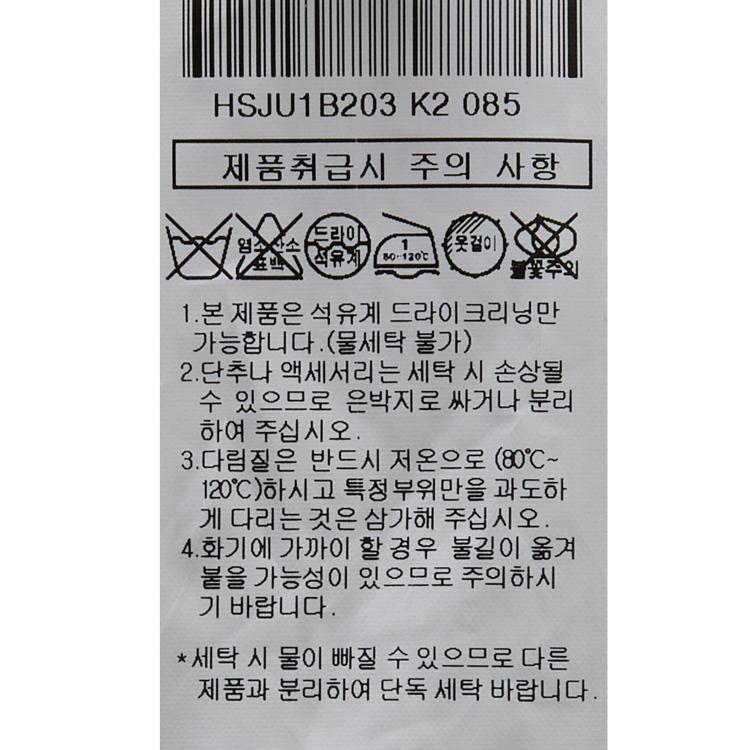 HSJU1B203 K2 085
제품취급시 주의 사항
염소 산소 표백
드라이 석유계
1 80~120℃
옷걸이
불꽃주의
1.본 제품은 석유계 드라이크리닝만
가능합니다.(물세탁 불가)
2.단추나 액세서리는 세탁 시 손상될
수 있으므로 은박지로 싸거나 분리
하여 주십시오.
3.다림질은 반드시 저온으로 (80℃~
120℃)하시고 특정부위만을 과도하
게 다리는 것은 삼가해 주십시오.
4.화기에 가까이 할 경우 불길이 옮겨
붙을 가능성이 있으므로 주의하시
기 바랍니다.
*세탁 시 물이 빠질 수 있으므로 다른
제품과 분리하여 단독 세탁 바랍니다.